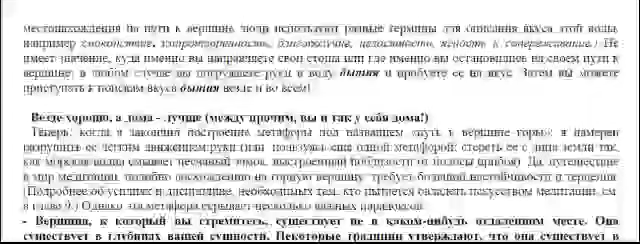 местонахождения на пути к вершине люди используют разные термины для описания вкуса этой воды,
например спокойствие, умиротворенность, благополучие, целостность, ясность и сопереживание.) Не
имеет значение, куда именно вы направляете свои стопы или где именно вы остановились на своем пути к
вершине; в любом случае вы погружаете руки в воду бытия и пробуете ее на вкус. Затем вы можете
приступать к поискам вкуса бытия везде и во всем!
Везде хорошо, а дома - лучше (между прочим, вы и так у себя дома!)
Теперь, когда я закончил построение метафоры под названием «путь к вершине горы», я намерен
разрушить ее легким движением руки (или, пользуясь еще одной метафорой, стереть ее с лица земли так,
как морская волна смывает песчаный замок, выстроенный поблизости от полосы прибоя). Да, путешествие
в мир медитации, подобно восхождению на горную вершину, требует большой настойчивости и терпения.
(Подробнее об усилиях и дисциплине, необходимых тем, кто пытается овладеть искусством медитации, см.
в главе 9.) Однако эта метафора скрывает несколько важных парадоксов.
- Вершина, к которой вы стремитесь, существует не в каком-нибудь отдаленном месте. Она
существует в глубинах вашей сущности. Некоторые традиции утверждают, что она существует в